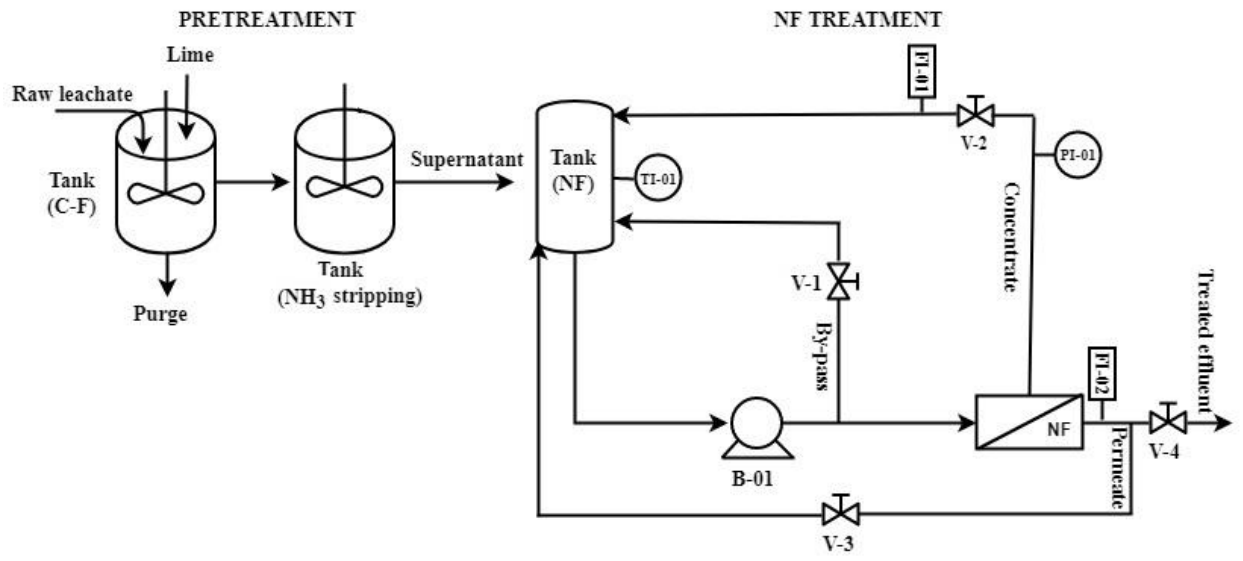 PRETREATMENT
NF TREATMENT
Lime
Raw leachate
Tank
(C-F)
Purge
Tank
(NH3 stripping)
Supernatant
Tank
(NF)
TI-01
FI-01
V-2
PI-01
Concentrate
V-1
By-pass
B-01
NF
FI-02
Permeate
V-4
Treated effluent
V-3